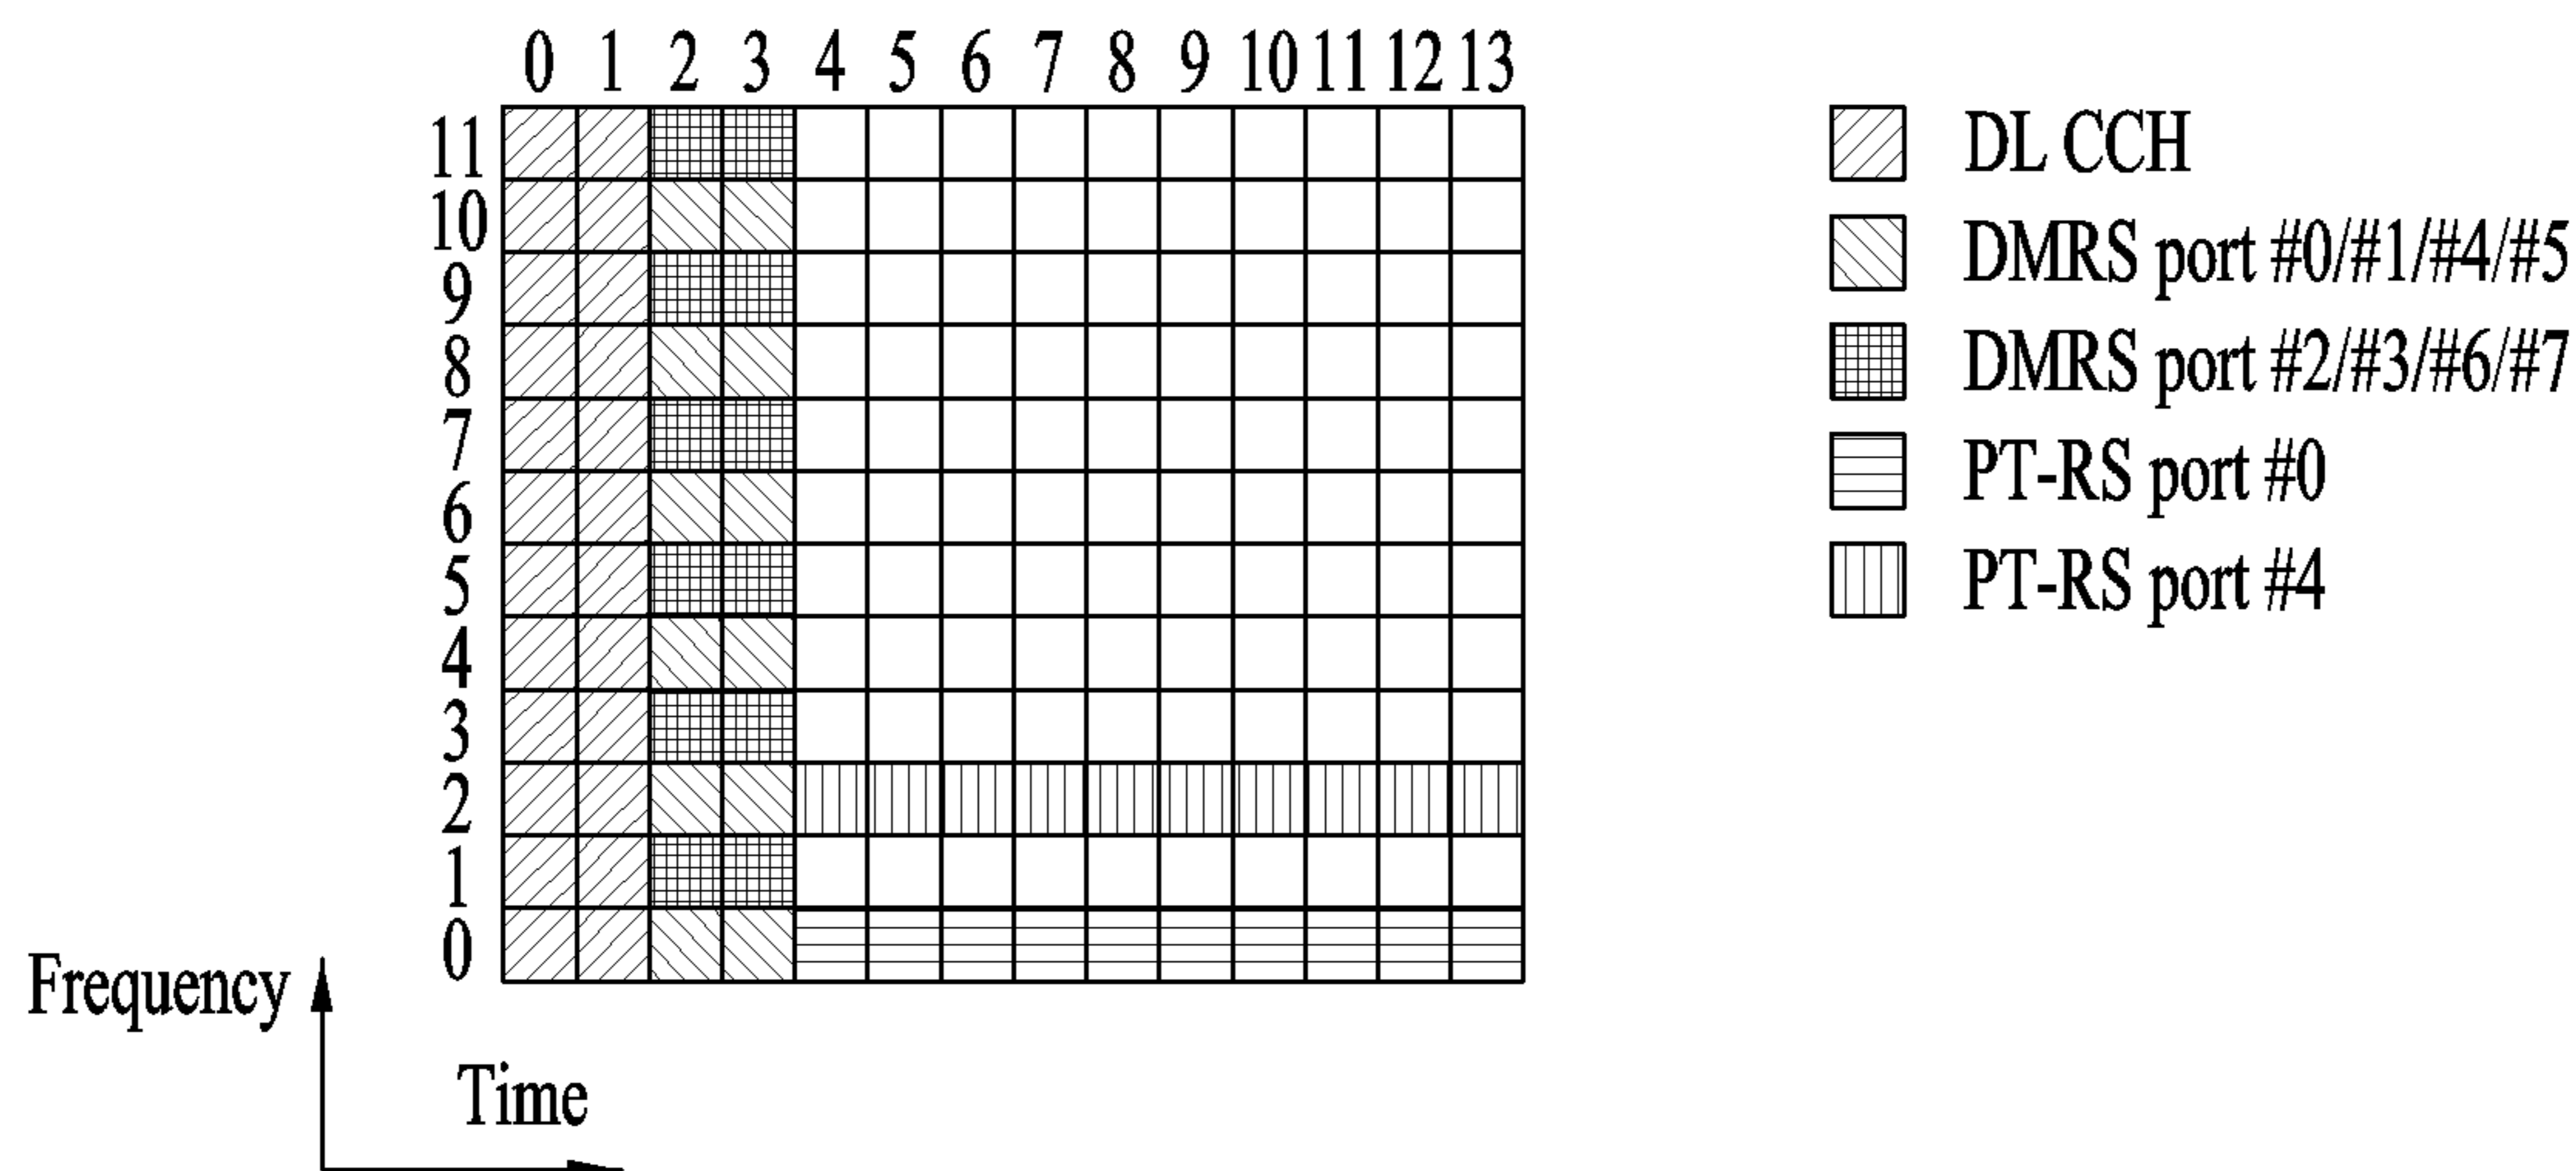 0 1 2 3 4 5 6 7 8 9 10 11 12 13
11
10
9
8
7
6
5
4
3
2
1
0
Frequency
Time
DL CCH
DMRS port #0/#1/#4/#5
DMRS port #2/#3/#6/#7
PT-RS port #0
PT-RS port #4